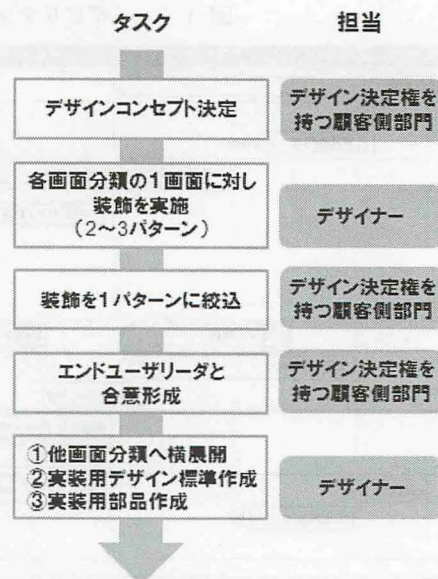 タスク
担当
デザインコンセプト決定
デザイン決定権を
持つ顧客側部門
各画面分類の1画面に対し
装飾を実施
(2～3パターン)
デザイナー
装飾を1パターンに絞込
デザイン決定権を
持つ顧客側部門
エンドユーザリーダと
合意形成
デザイン決定権を
持つ顧客側部門
①他画面分類へ横展開
②実装用デザイン標準作成
③実装用部品作成
デザイナー